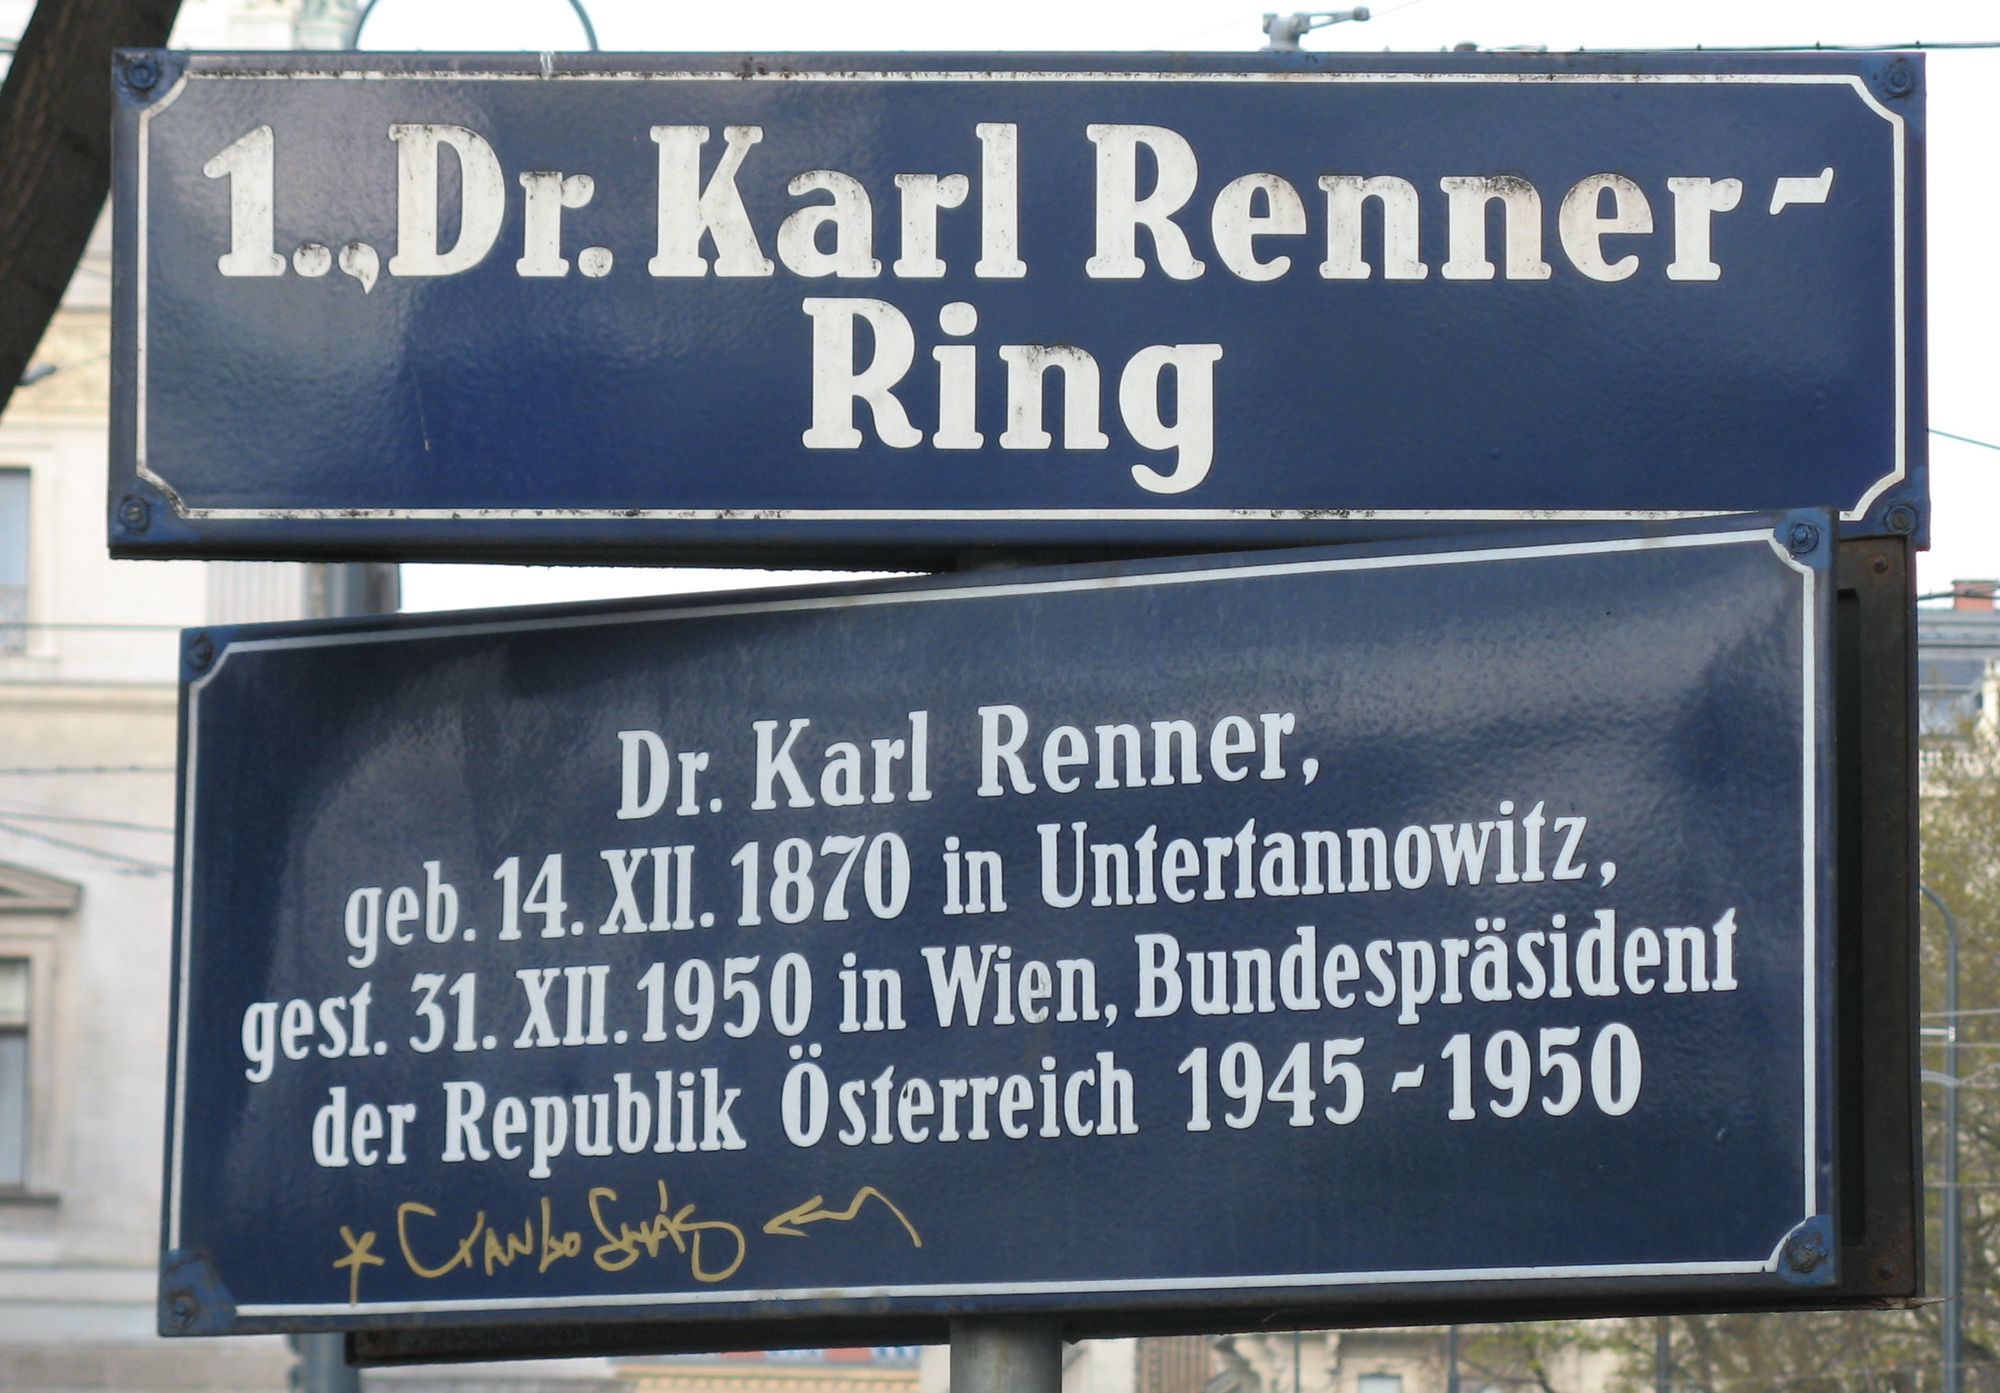 1., Dr. Karl Renner-
Ring
Dr. Karl Renner,
geb. 14. XII. 1870 in Untertannowitz,
gest. 31. XII. 1950 in Wien, Bundespräsident
der Republik Österreich 1945-1950